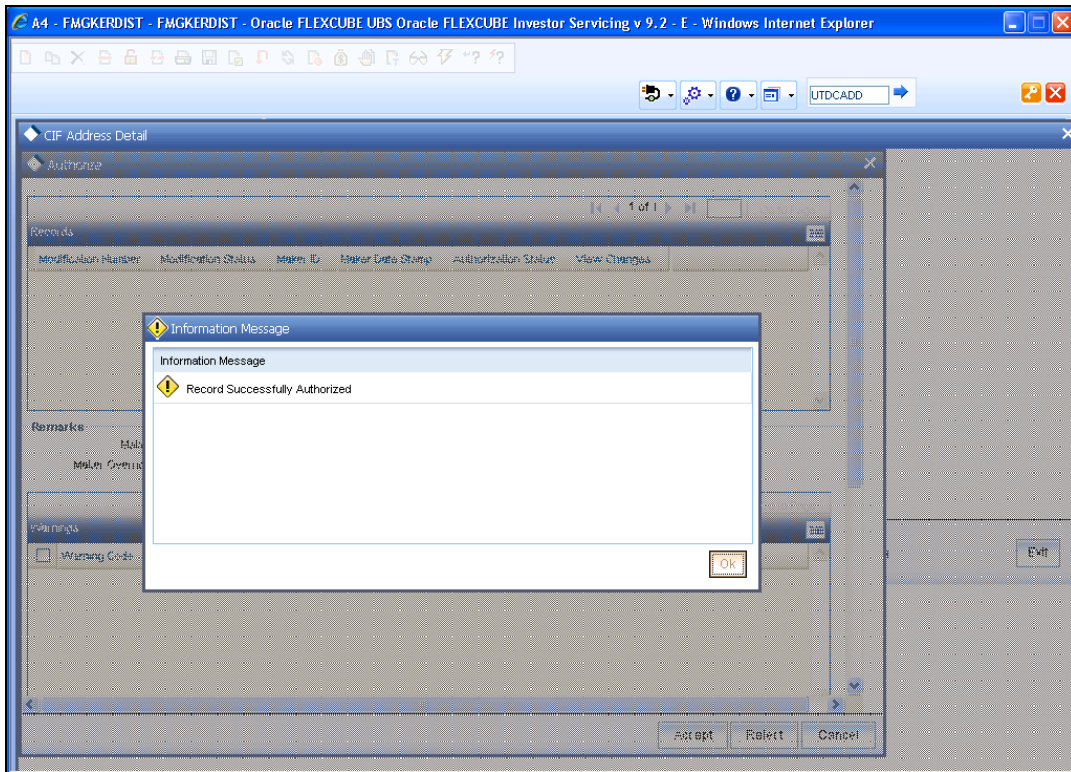 A4 - FMGKERDIST - FMGKERDIST - Oracle FLEXCUBE UBS Oracle FLEXCUBE Investor Servicing v 9.2 - E - Windows Internet Explorer
UTDCADD
CIF Address Detail
Authorize
1 of 1
Records
Modification Number Modification Status Maker ID Maker Date Stamp Authorization Status View Changes
Information Message
Information Message
Record Successfully Authorized
Remarks
Maker Overrid
Warnings
Warning Code
Ok
Exit
Accept Reject Cancel